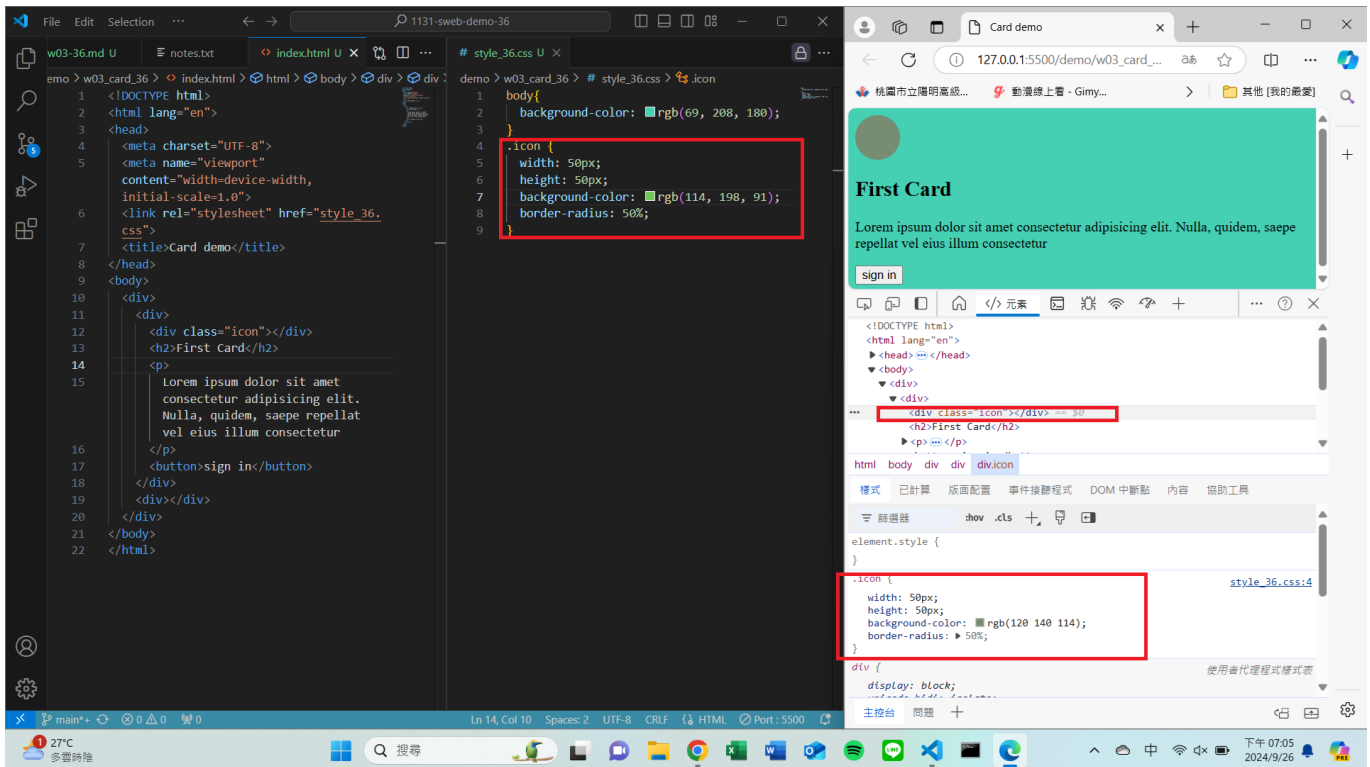 File Edit Selection ··· ← → 1131-sweb-demo-36
w03-36.md U notes.txt index.html U × ···
emo > w03_card_36 > index.html > html > body > div > div
1 <!DOCTYPE html>
2 <html lang="en">
3 <head>
4 <meta charset="UTF-8">
5 <meta name="viewport"
content="width=device-width,
initial-scale=1.0">
6 <link rel="stylesheet" href="style_36.
css">
7 <title>Card demo</title>
8 </head>
9 <body>
10 <div>
11 <div>
12 <div class="icon"></div>
13 <h2>First Card</h2>
14 <p>
15 Lorem ipsum dolor sit amet
consectetur adipisicing elit.
Nulla, quidem, saepe repellat
vel eius illum consectetur
16 </p>
17 <button>sign in</button>
18 </div>
19 <div></div>
20 </div>
21 </body>
22 </html>
# style_36.css U × ···
demo > w03_card_36 > # style_36.css > .icon
1 body{
2 background-color: rgb(69, 208, 180);
3 }
4 .icon {
5 width: 50px;
6 height: 50px;
7 background-color: rgb(114, 198, 91);
8 border-radius: 50%;
9 }
5
main*+ 0 0 0 Ln 14, Col 10 Spaces: 2 UTF-8 CRLF HTML Port : 5500
Card demo × +
127.0.0.1:5500/demo/w03_card_... ···
桃園市立陽明高級... 動漫線上看 - Gimy... > 其他 [我的最愛]
First Card
Lorem ipsum dolor sit amet consectetur adipisicing elit. Nulla, quidem, saepe
repellat vel eius illum consectetur
sign in
</> 元素 + ··· ? ×
<!DOCTYPE html>
<html lang="en">
<head> ··· </head>
<body>
<div>
<div>
··· <div class="icon"></div> == $0
<h2>First Card</h2>
<p> ··· </p>
html body div div div.icon
樣式 已計算 版面配置 事件接聽程式 DOM 中斷點 內容 協助工具
篩選器 :hov .cls +
element.style {
}
.icon { style_36.css:4
width: 50px;
height: 50px;
background-color: rgb(120 140 114);
border-radius: 50%;
}
div { 使用者代理程式樣式表
display: block;
主控台 問題 +
1 27°C
多雲時陰
搜尋
中
下午 07:05
2024/9/26
PRE